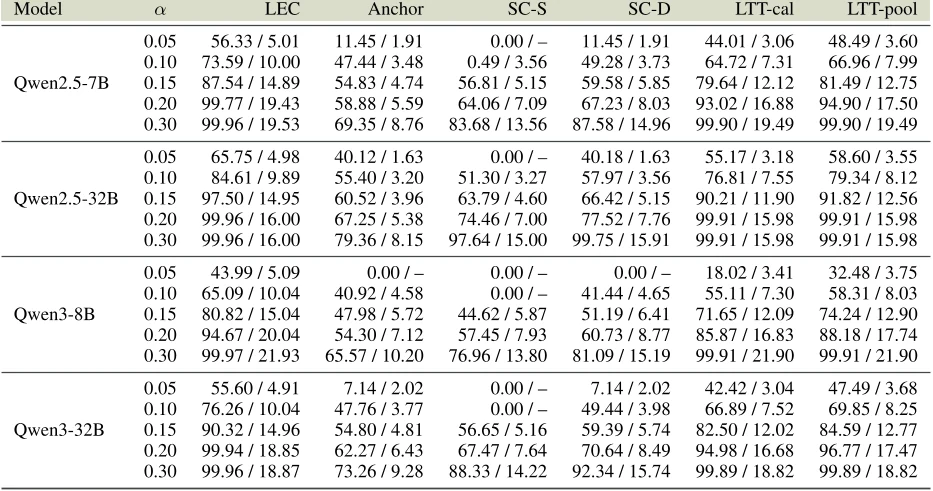 Model α LEC Anchor SC-S SC-D LTT-cal LTT-pool
0.05 56.33 / 5.01 11.45 / 1.91 0.00 / – 11.45 / 1.91 44.01 / 3.06 48.49 / 3.60
0.10 73.59 / 10.00 47.44 / 3.48 0.49 / 3.56 49.28 / 3.73 64.72 / 7.31 66.96 / 7.99
Qwen2.5-7B 0.15 87.54 / 14.89 54.83 / 4.74 56.81 / 5.15 59.58 / 5.85 79.64 / 12.12 81.49 / 12.75
0.20 99.77 / 19.43 58.88 / 5.59 64.06 / 7.09 67.23 / 8.03 93.02 / 16.88 94.90 / 17.50
0.30 99.96 / 19.53 69.35 / 8.76 83.68 / 13.56 87.58 / 14.96 99.90 / 19.49 99.90 / 19.49
0.05 65.75 / 4.98 40.12 / 1.63 0.00 / – 40.18 / 1.63 55.17 / 3.18 58.60 / 3.55
0.10 84.61 / 9.89 55.40 / 3.20 51.30 / 3.27 57.97 / 3.56 76.81 / 7.55 79.34 / 8.12
Qwen2.5-32B 0.15 97.50 / 14.95 60.52 / 3.96 63.79 / 4.60 66.42 / 5.15 90.21 / 11.90 91.82 / 12.56
0.20 99.96 / 16.00 67.25 / 5.38 74.46 / 7.00 77.52 / 7.76 99.91 / 15.98 99.91 / 15.98
0.30 99.96 / 16.00 79.36 / 8.15 97.64 / 15.00 99.75 / 15.91 99.91 / 15.98 99.91 / 15.98
0.05 43.99 / 5.09 0.00 / – 0.00 / – 0.00 / – 18.02 / 3.41 32.48 / 3.75
0.10 65.09 / 10.04 40.92 / 4.58 0.00 / – 41.44 / 4.65 55.11 / 7.30 58.31 / 8.03
Qwen3-8B 0.15 80.82 / 15.04 47.98 / 5.72 44.62 / 5.87 51.19 / 6.41 71.65 / 12.09 74.24 / 12.90
0.20 94.67 / 20.04 54.30 / 7.12 57.45 / 7.93 60.73 / 8.77 85.87 / 16.83 88.18 / 17.74
0.30 99.97 / 21.93 65.57 / 10.20 76.96 / 13.80 81.09 / 15.19 99.91 / 21.90 99.91 / 21.90
0.05 55.60 / 4.91 7.14 / 2.02 0.00 / – 7.14 / 2.02 42.42 / 3.04 47.49 / 3.68
0.10 76.26 / 10.04 47.76 / 3.77 0.00 / – 49.44 / 3.98 66.89 / 7.52 69.85 / 8.25
Qwen3-32B 0.15 90.32 / 14.96 54.80 / 4.81 56.65 / 5.16 59.39 / 5.74 82.50 / 12.02 84.59 / 12.77
0.20 99.94 / 18.85 62.27 / 6.43 67.47 / 7.64 70.64 / 8.49 94.98 / 16.68 96.77 / 17.47
0.30 99.96 / 18.87 73.26 / 9.28 88.33 / 14.22 92.34 / 15.74 99.89 / 18.82 99.89 / 18.82